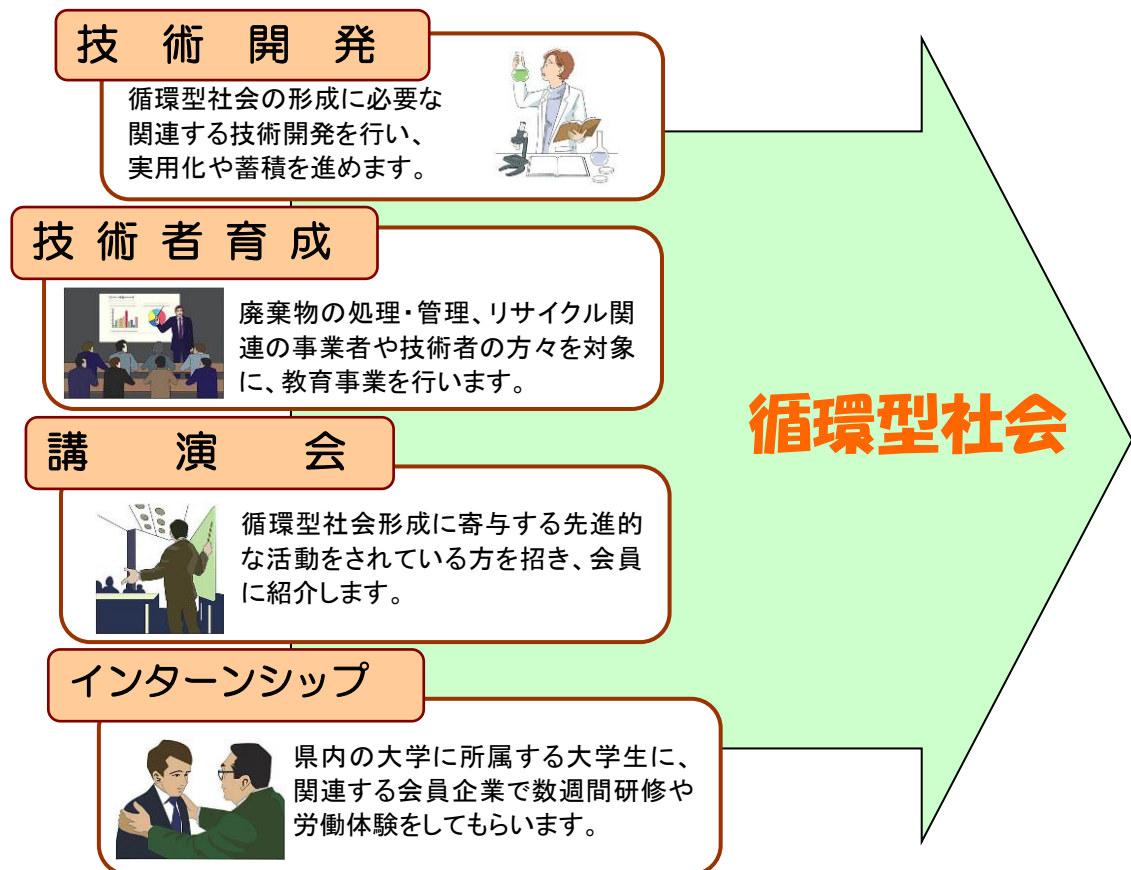 技術開発
循環型社会の形成に必要な
関連する技術開発を行い、
実用化や蓄積を進めます。
技術者育成
廃棄物の処理・管理、リサイクル関
連の事業者や技術者の方々を対象
に、教育事業を行います。
循環型社会
講演会
循環型社会形成に寄与する先進的
な活動をされている方を招き、会員
に紹介します。
インターンシップ
県内の大学に所属する大学生に、
関連する会員企業で数週間研修や
労働体験をしてもらいます。